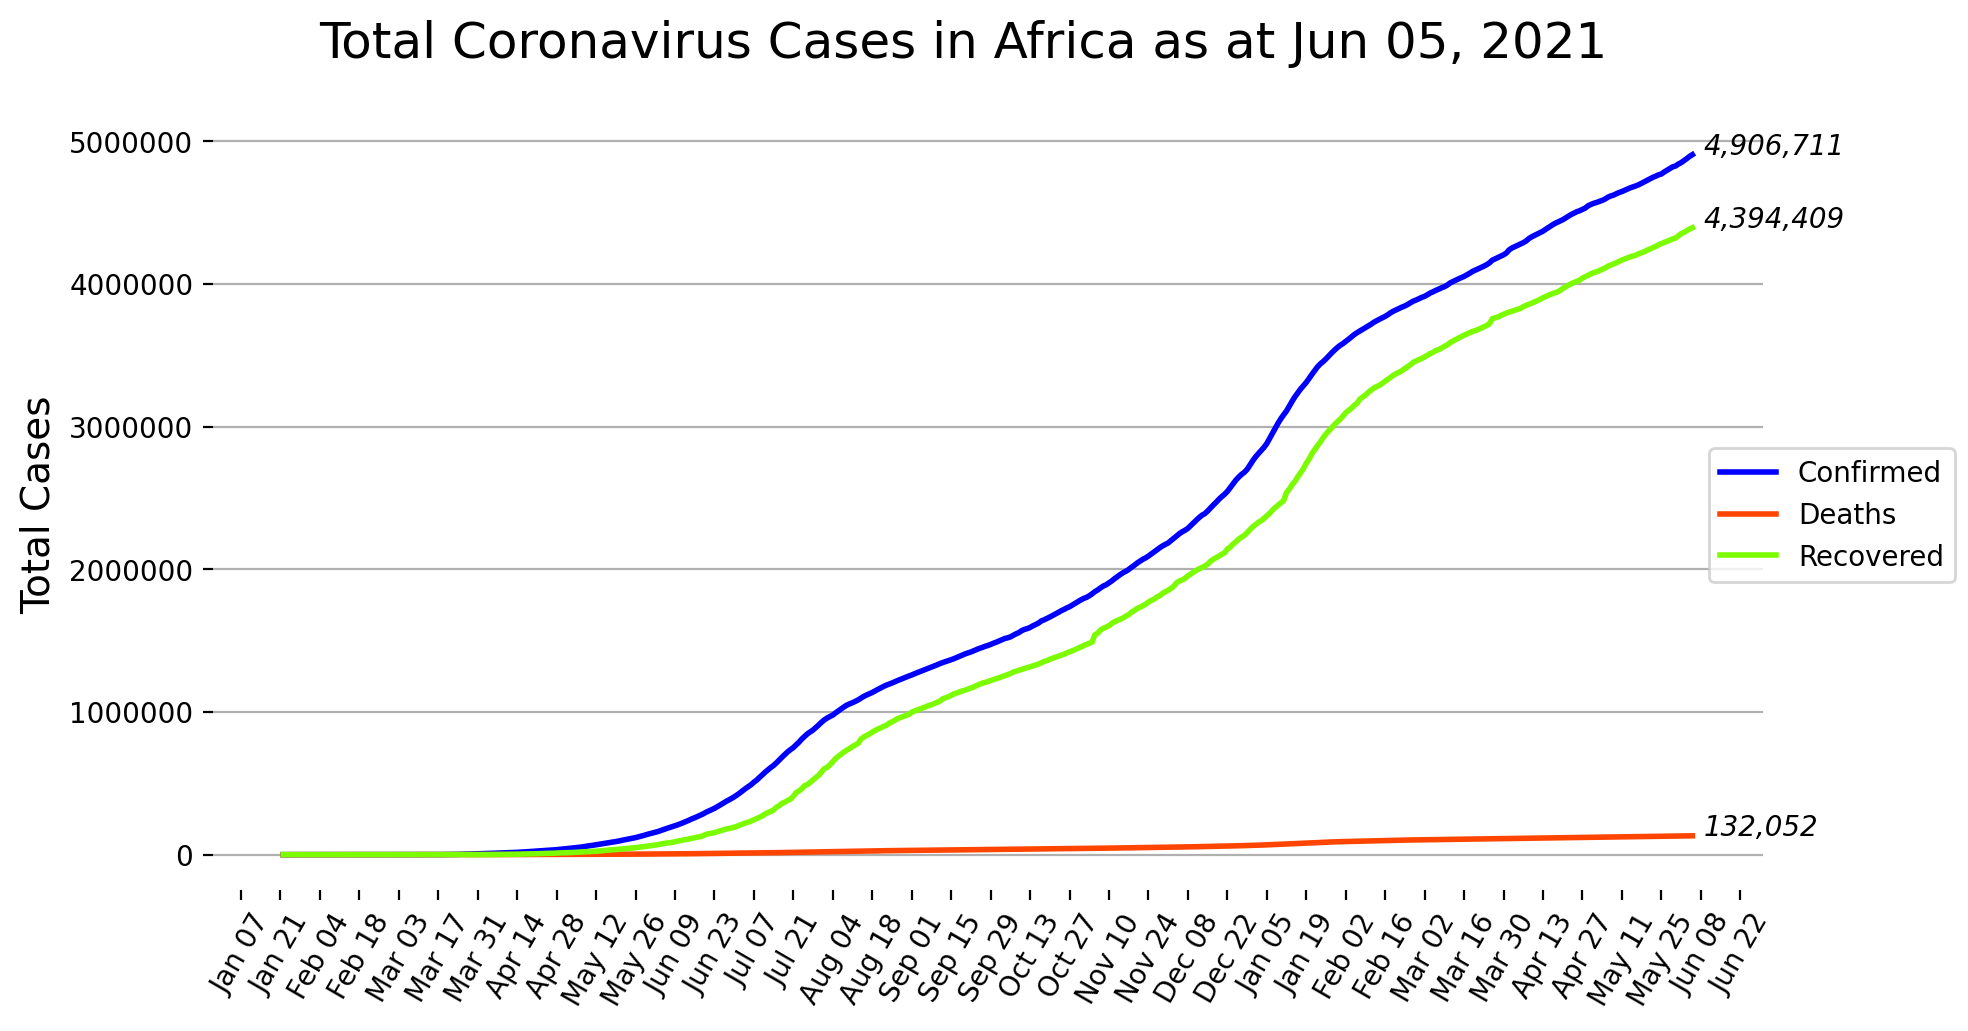 Total Coronavirus Cases in Africa as at Jun 05, 2021
5000000
4,906,711
4,394,409
4000000
3000000
Total Cases
Confirmed
Deaths
Recovered
2000000
1000000
132,052
0
Jan 07
Jan 21
Feb 04
Feb 18
Mar 03
Mar 17
Mar 31
Apr 14
Apr 28
May 12
May 26
Jun 09
Jun 23
Jul 07
Jul 21
Aug 04
Aug 18
Sep 01
Sep 15
Sep 29
Oct 13
Oct 27
Nov 10
Nov 24
Dec 08
Dec 22
Jan 05
Jan 19
Feb 02
Feb 16
Mar 02
Mar 16
Mar 30
Apr 13
Apr 27
May 11
May 25
Jun 08
Jun 22